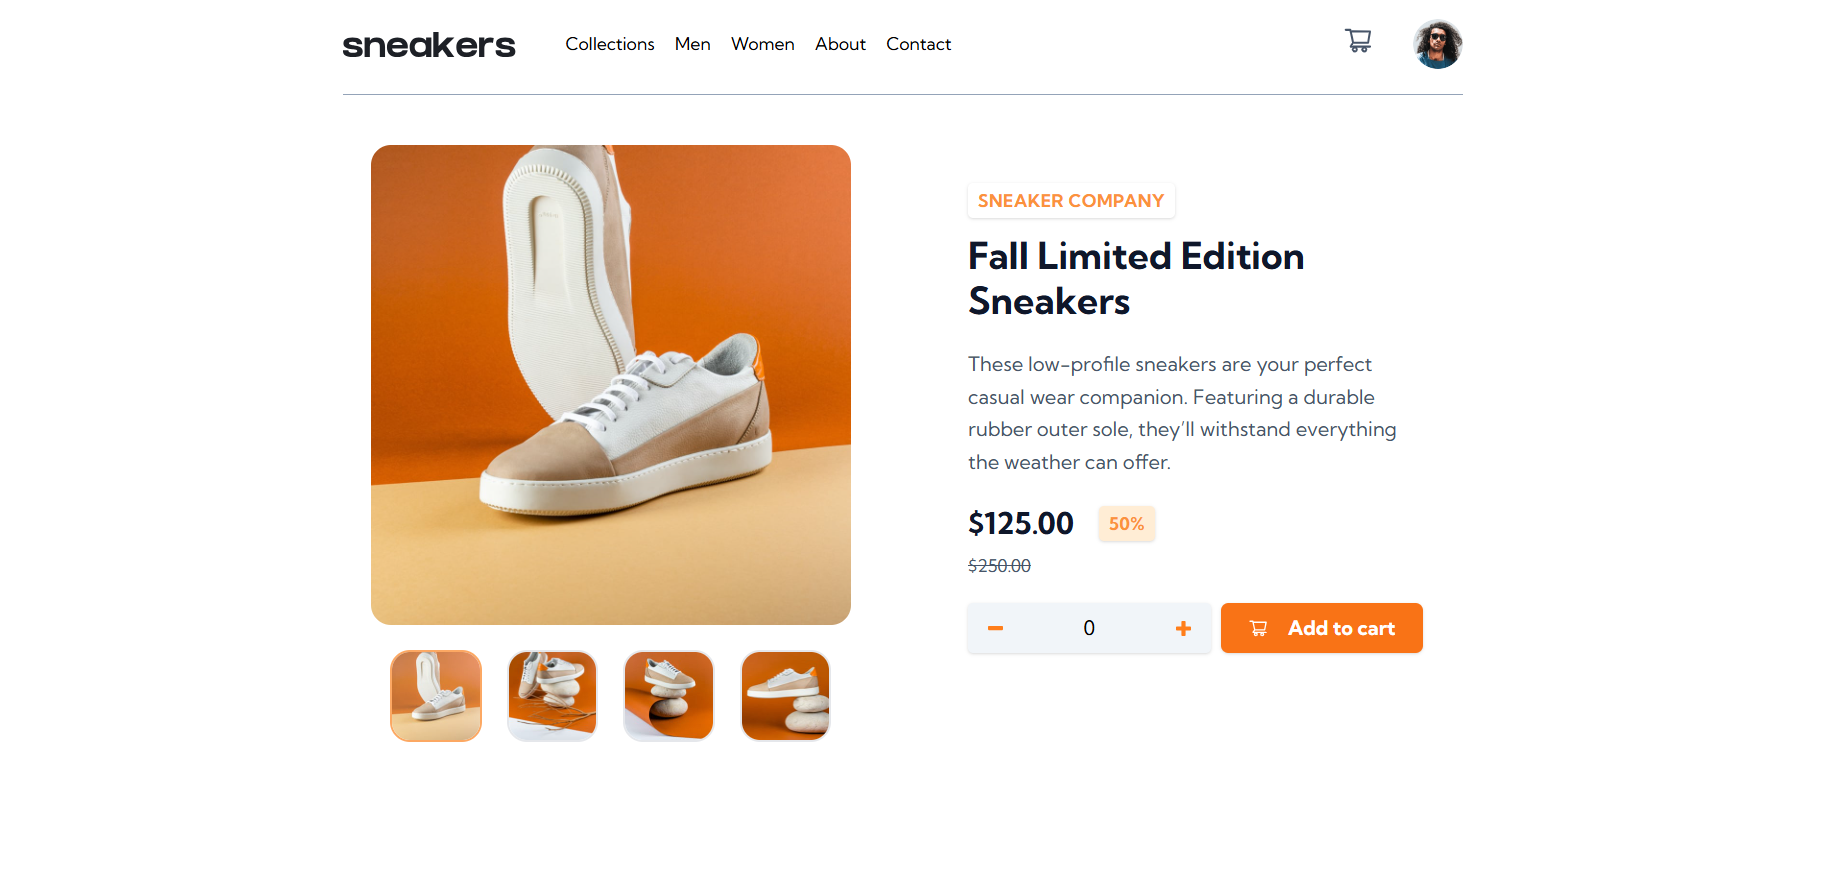 sneakers Collections Men Women About Contact
SNEAKER COMPANY
Fall Limited Edition
Sneakers
These low-profile sneakers are your perfect
casual wear companion. Featuring a durable
rubber outer sole, they’ll withstand everything
the weather can offer.
$125.00 50%
$250.00
0 Add to cart